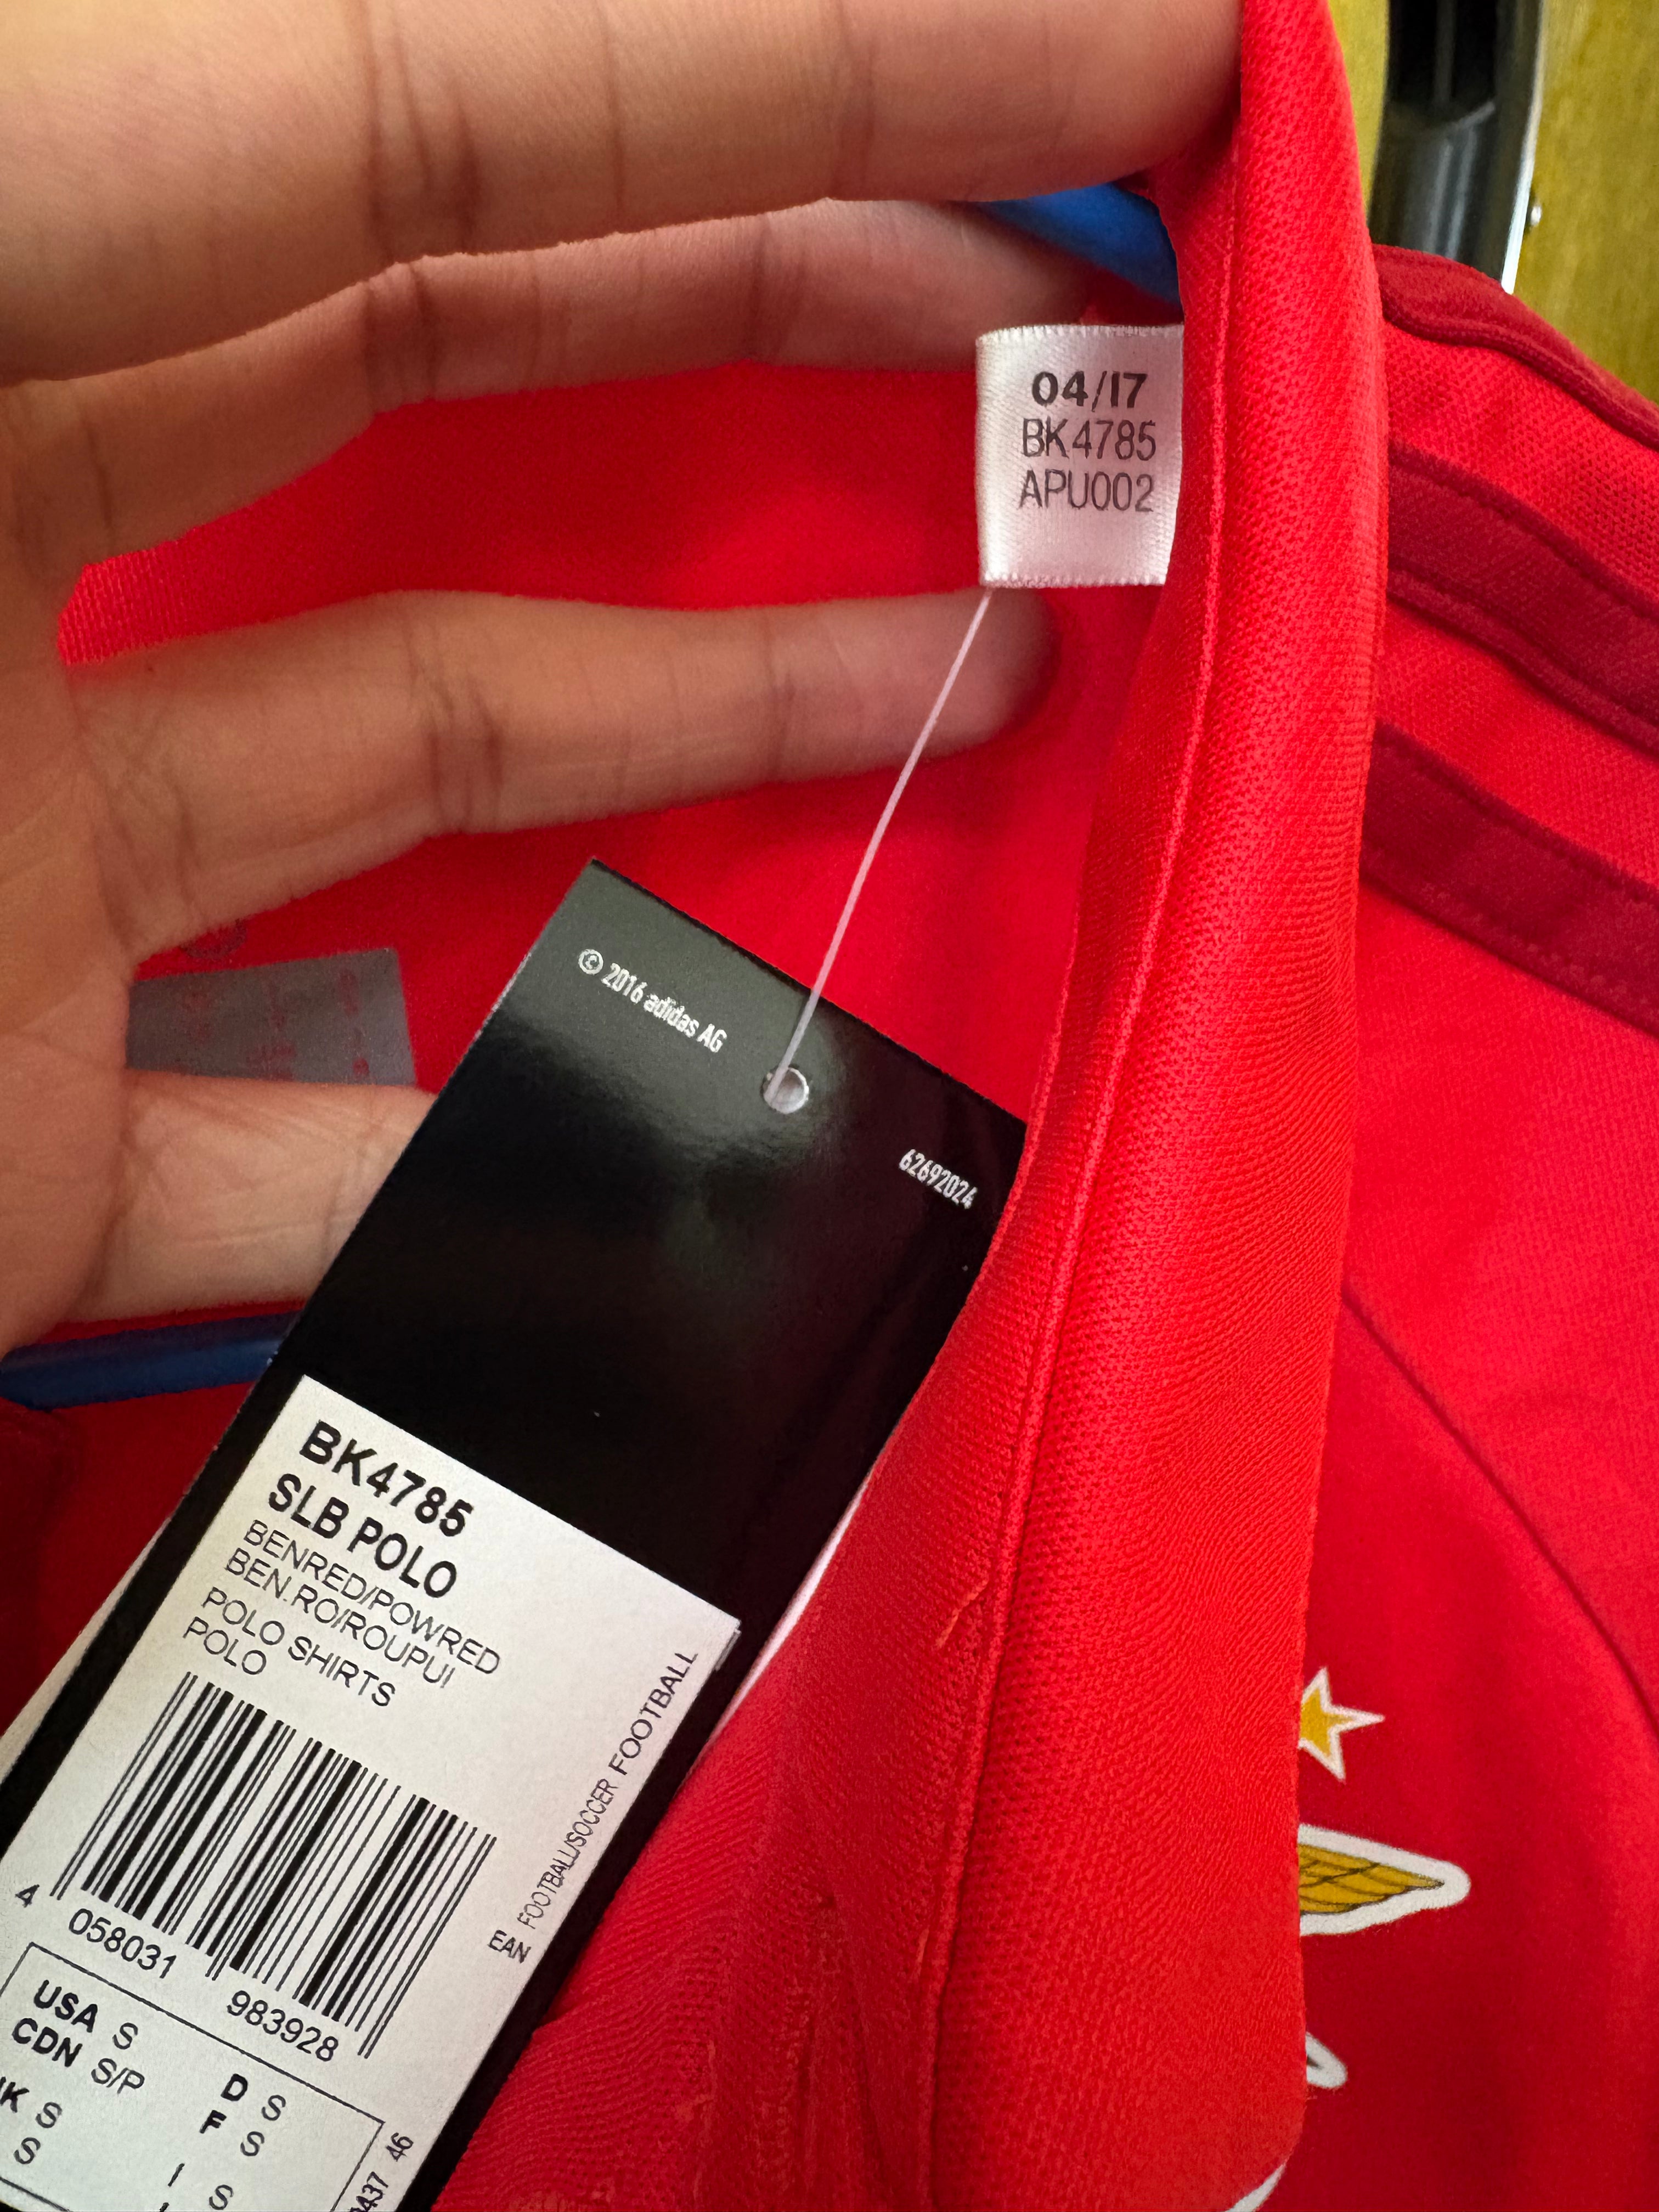 04/17
BK4785
APU002
© 2016 adidas AG
62692024
BK4785
SLB POLO
BENRED/POWRED
BEN.RO/ROUPUI
POLO SHIRTS
POLO
FOOTBALL/SOCCER FOOTBALL
EAN
4 058031 983928
USA S
D S
CDN S/P
F S
S
I S
S
46